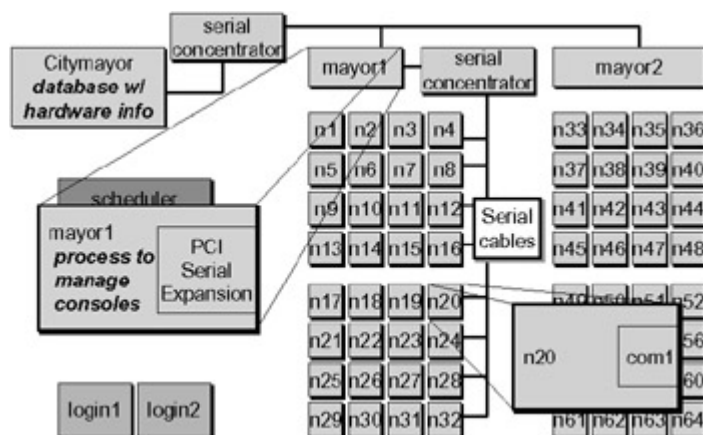 serial
concentrator
Citymayor
database w/
hardware info
mayor1
serial
concentrator
mayor2
n1 n2 n3 n4
n5 n6 n7 n8
n9 n10 n11 n12
n13 n14 n15 n16
n17 n18 n19 n20
n21 n22 n23 n24
n25 n26 n27 n28
n29 n30 n31 n32
Serial
cables
n33 n34 n35 n36
n37 n38 n39 n40
n41 n42 n43 n44
n45 n46 n47 n48
n49 n50 n51 n52
56
60
n61 n62 n63 n64
scheduler
mayor1
process to
manage
consoles
PCI
Serial
Expansion
n20
com1
login1 login2